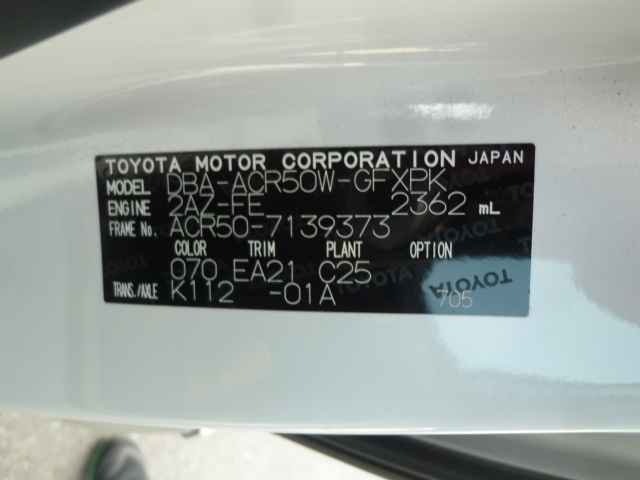 TOYOTA MOTOR CORPORATION JAPAN
MODEL DBA-ACR50W-GFXPK
ENGINE 2AZ-FE 2362 mL
FRAME No. ACR50-7139373
COLOR TRIM PLANT OPTION
070 EA21 C25
TRANS./AXLE K112 -01A
TOYOTA
705